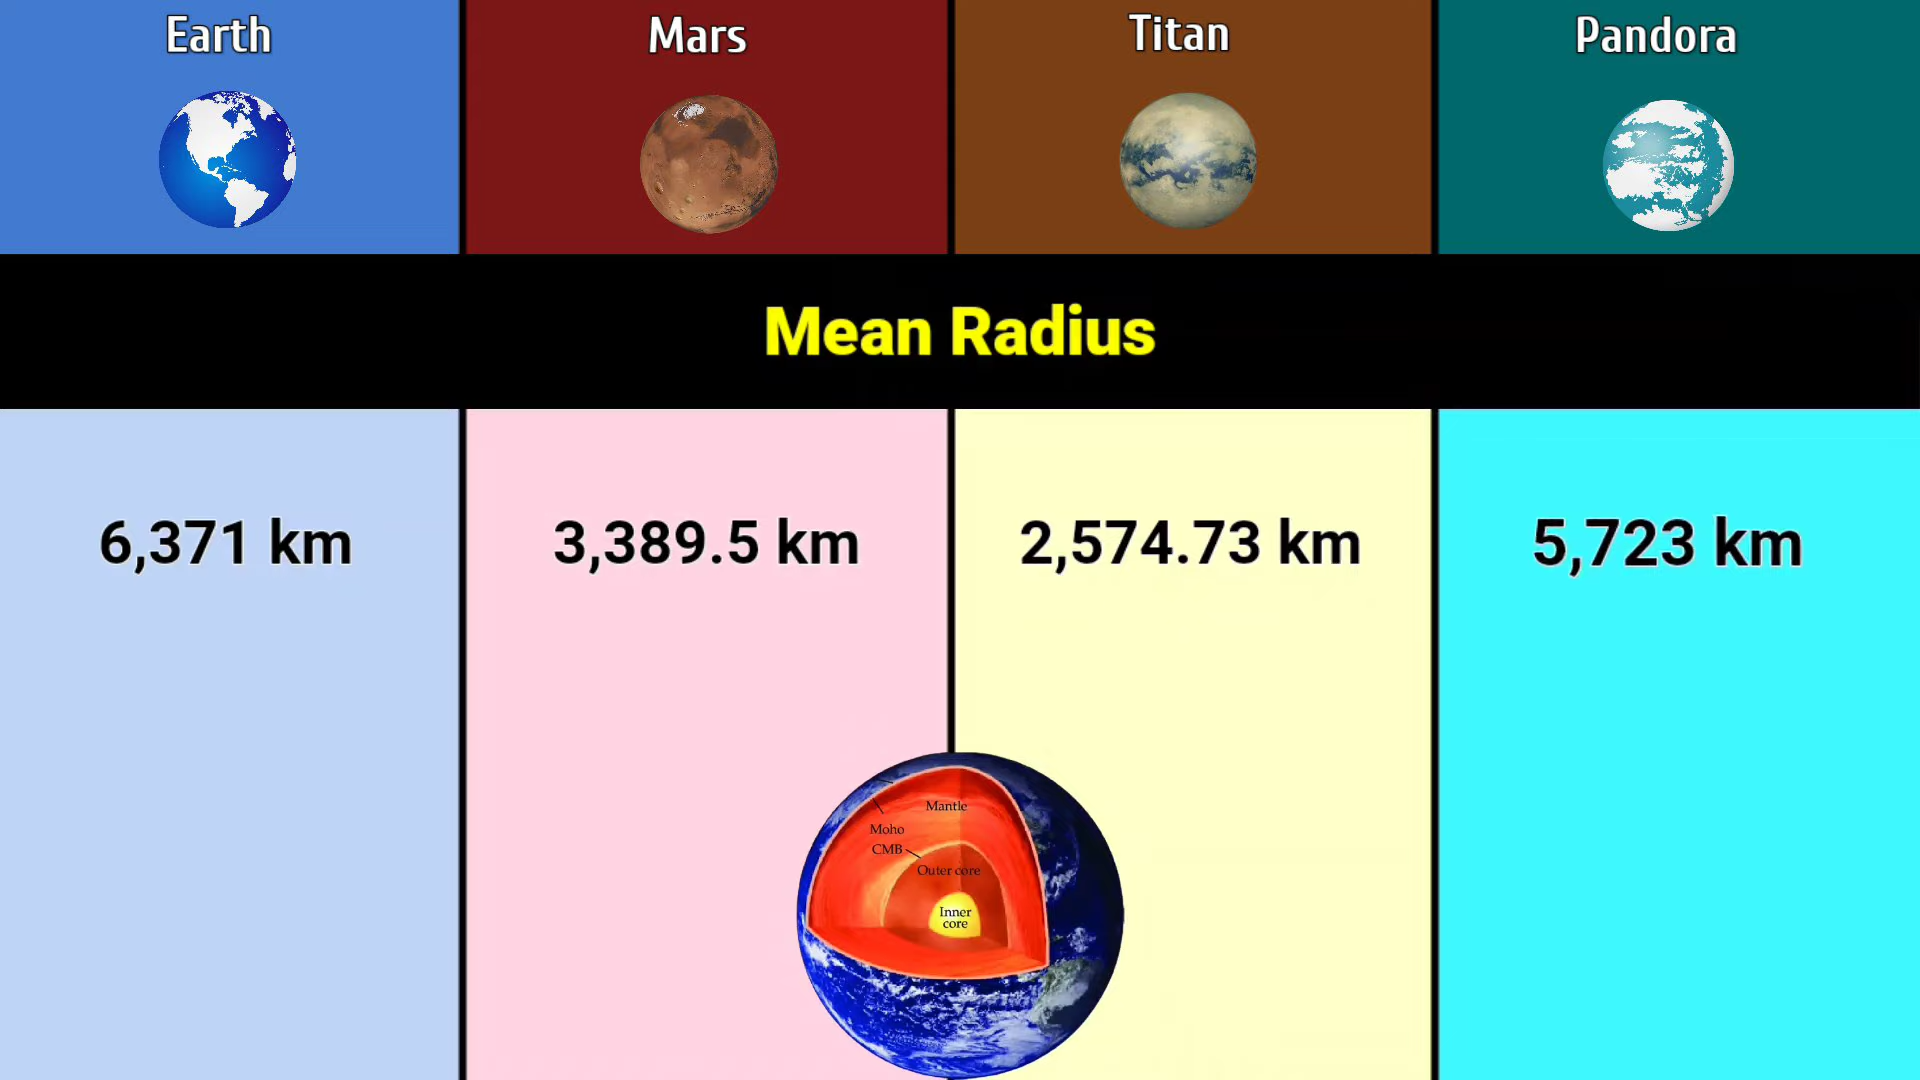 Earth
Mars
Titan
Pandora
Mean Radius
6,371 km
3,389.5 km
2,574.73 km
5,723 km
Mantle
Moho
CMB
Outer core
Inner
core